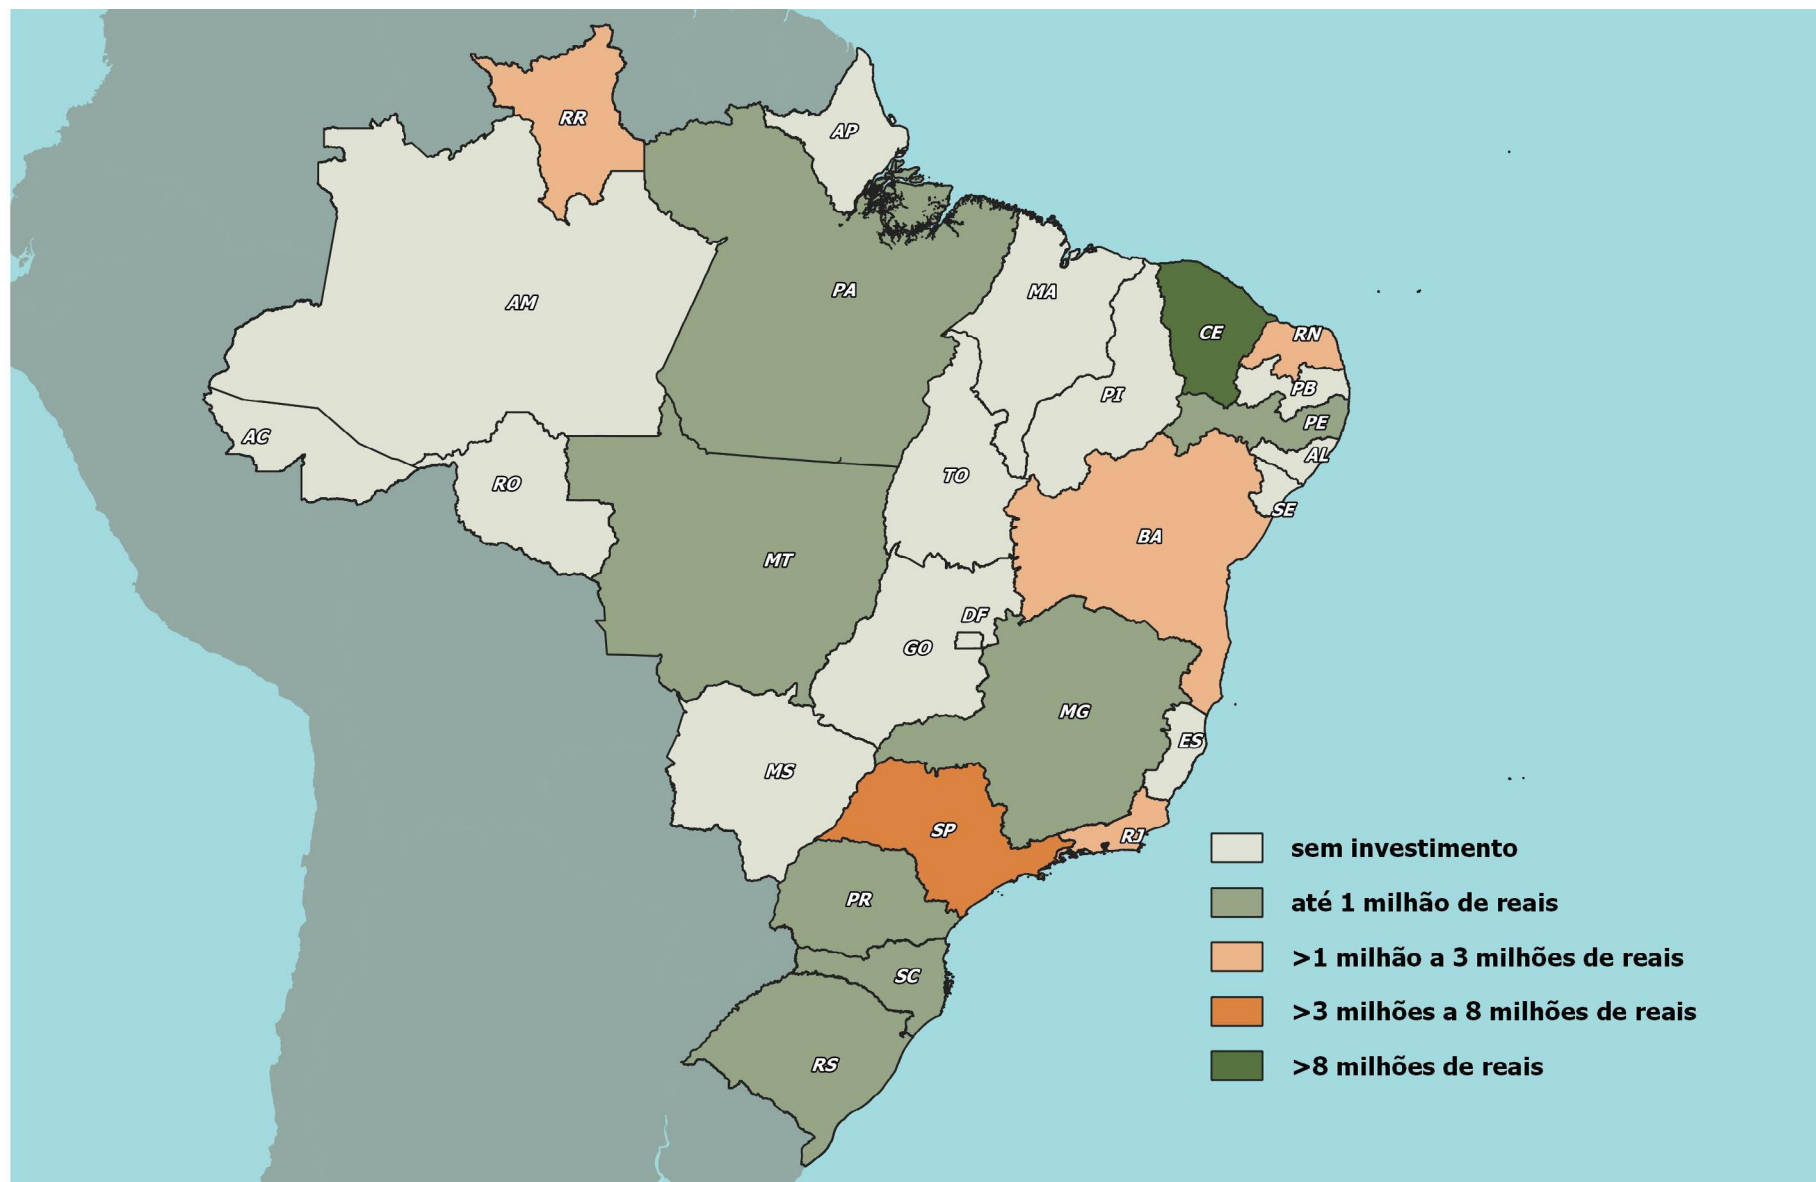 RR
AP
AM
PA
MA
CE
RN
PI
PB
PE
AC
AL
RO
TO
SE
BA
MT
DF
GO
MG
ES
MS
SP
RJ
PR
SC
RS
sem investimento
até 1 milhão de reais
>1 milhão a 3 milhões de reais
>3 milhões a 8 milhões de reais
>8 milhões de reais